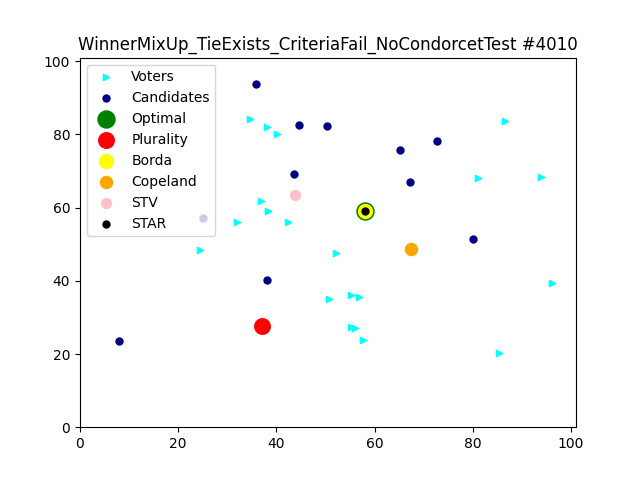 WinnerMixUp_TieExists_CriteriaFail_NoCondorcetTest #4010
100
80
60
40
20
0
0 20 40 60 80 100
Voters
Candidates
Optimal
Plurality
Borda
Copeland
STV
STAR